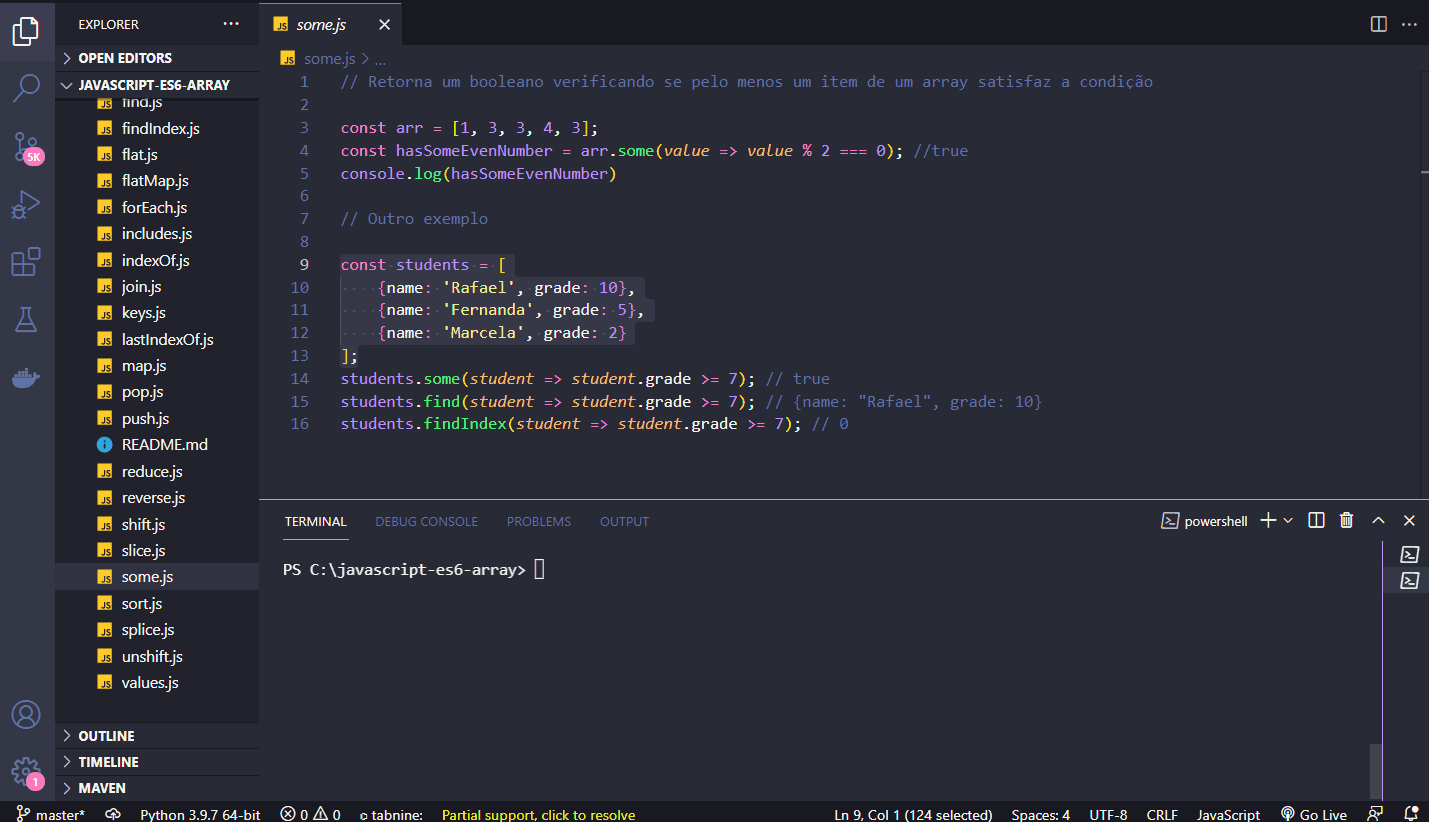 EXPLORER
OPEN EDITORS
JAVASCRIPT-ES6-ARRAY
find.js
findIndex.js
flat.js
flatMap.js
forEach.js
includes.js
indexOf.js
join.js
keys.js
lastIndexOf.js
map.js
pop.js
push.js
README.md
reduce.js
reverse.js
shift.js
slice.js
some.js
sort.js
splice.js
unshift.js
values.js
OUTLINE
TIMELINE
MAVEN
5K
1
some.js
some.js > ...
1 // Retorna um booleano verificando se pelo menos um item de um array satisfaz a condição
2
3 const arr = [1, 3, 3, 4, 3];
4 const hasSomeEvenNumber = arr.some(value => value % 2 === 0); //true
5 console.log(hasSomeEvenNumber)
6
7 // Outro exemplo
8
9 const students = [
10 {name: 'Rafael', grade: 10},
11 {name: 'Fernanda', grade: 5},
12 {name: 'Marcela', grade: 2}
13 ];
14 students.some(student => student.grade >= 7); // true
15 students.find(student => student.grade >= 7); // {name: "Rafael", grade: 10}
16 students.findIndex(student => student.grade >= 7); // 0
TERMINAL DEBUG CONSOLE PROBLEMS OUTPUT
powershell
PS C:\javascript-es6-array>
master* Python 3.9.7 64-bit 0 0 tabnine: Partial support, click to resolve Ln 9, Col 1 (124 selected) Spaces: 4 UTF-8 CRLF JavaScript Go Live